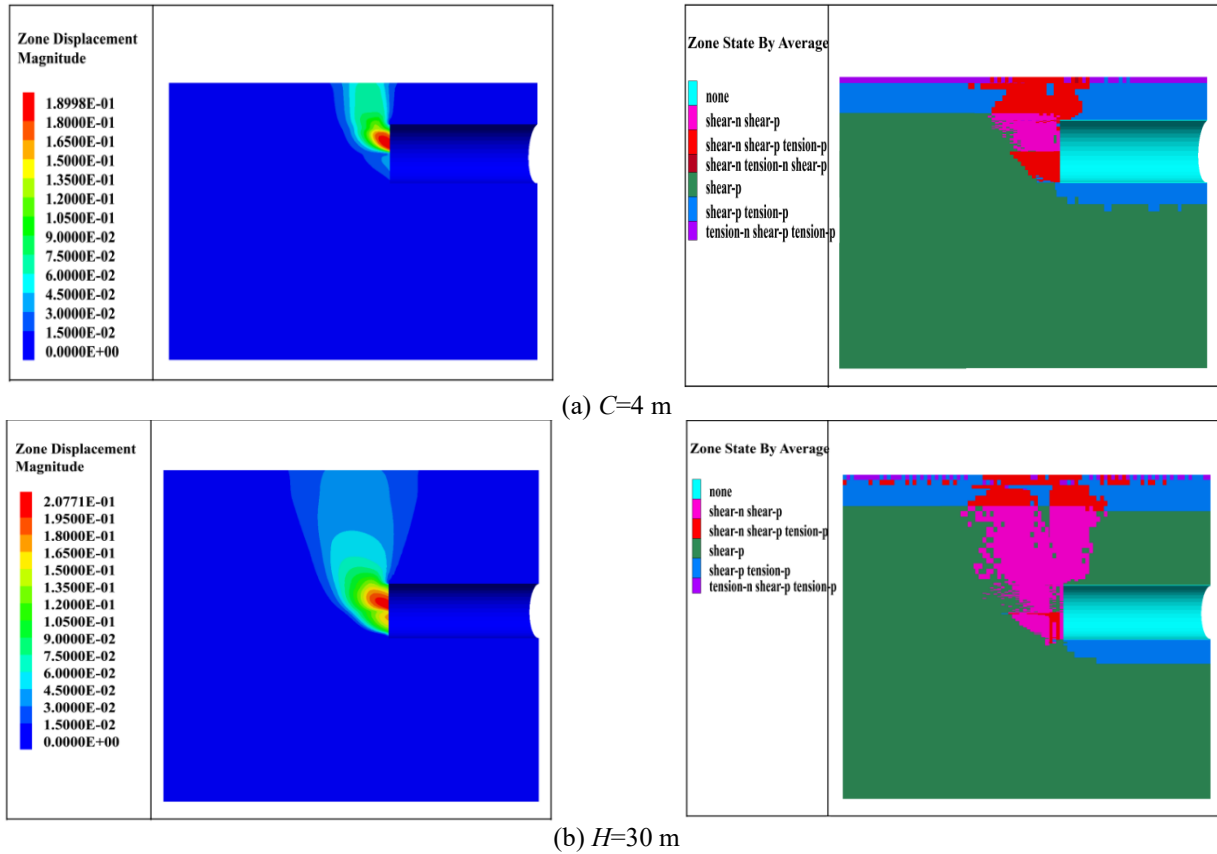 Zone Displacement
Magnitude
1.8998E-01
1.6500E-01
1.5000E-01
1.3500E-01
1.2000E-01
1.0500E-01
9.0000E-02
7.5000E-02
6.0000E-02
4.5000E-02
3.0000E-02
1.5000E-02
0.0000E+00
Zone State By Average
none
shear-n shear-p
shear-n shear-p tension-p
shear-n tension-n shear-p
shear-p
shear-p tension-p
tension-n shear-p tension-p
(a) C=4 m
Zone Displacement
Magnitude
2.0771E-01
1.9500E-01
1.8000E-01
1.6500E-01
1.5000E-01
1.3500E-01
1.2000E-01
1.0500E-01
9.0000E-02
7.5000E-02
6.0000E-02
4.5000E-02
3.0000E-02
1.5000E-02
0.0000E+00
Zone State By Average
none
shear-n shear-p
shear-n shear-p tension-p
shear-p
shear-p tension-p
tension-n shear-p tension-p
(b) H=30 m